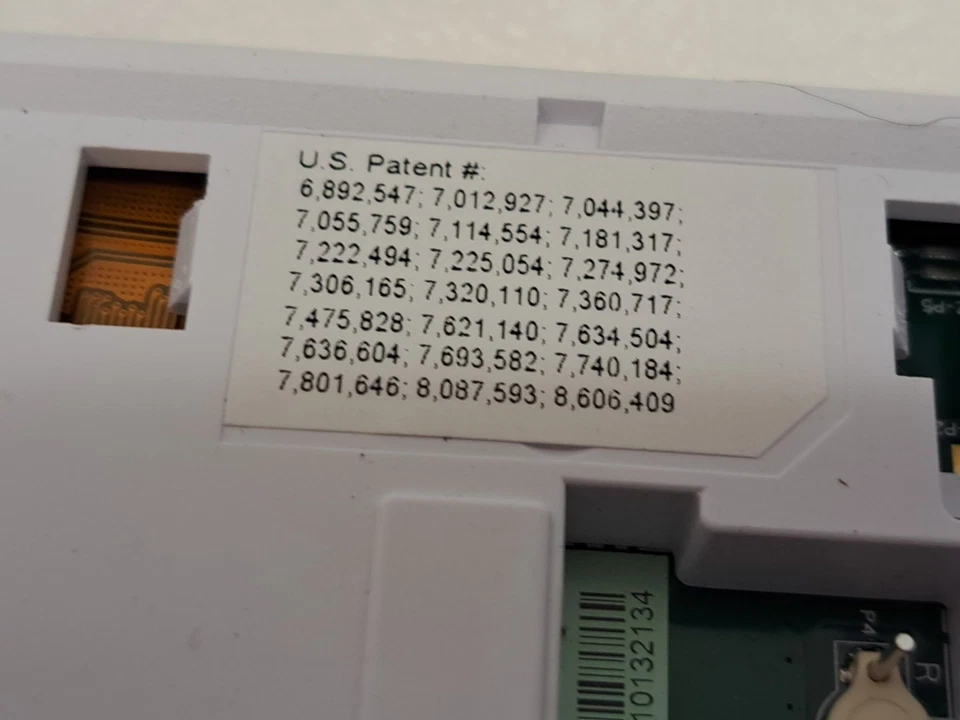 U.S. Patent #:
6,892,547; 7,012,927; 7,044,397;
7,055,759; 7,114,554; 7,181,317;
7,222,494; 7,225,054; 7,274,972;
7,306,165; 7,320,110; 7,360,717;
7,475,828; 7,621,140; 7,634,504;
7,636,604; 7,693,582; 7,740,184;
7,801,646; 8,087,593; 8,606,409
10132134
P4
R